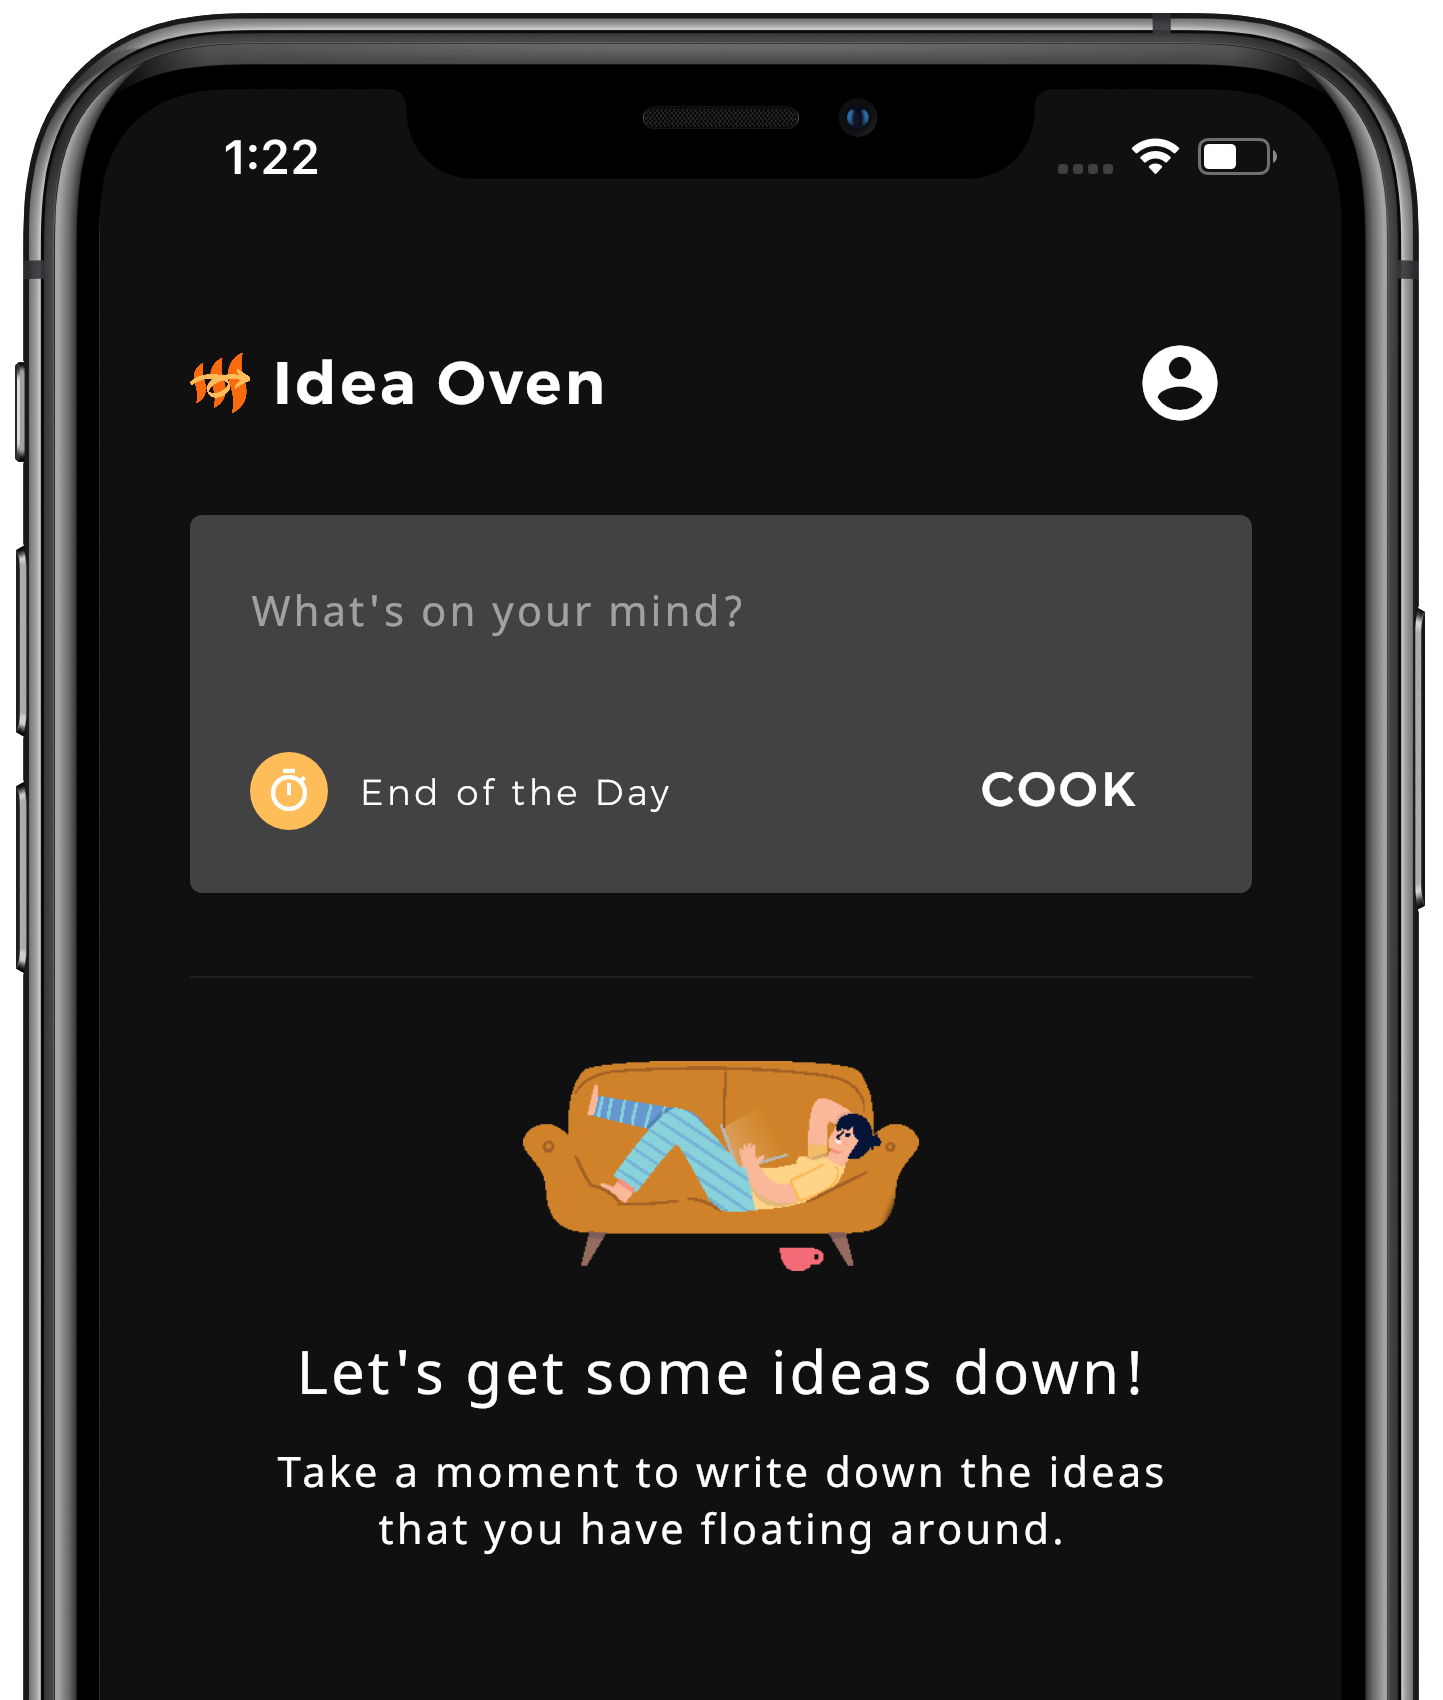 1:22
Idea Oven
What's on your mind?
End of the Day
COOK
Let's get some ideas down!
Take a moment to write down the ideas
that you have floating around.